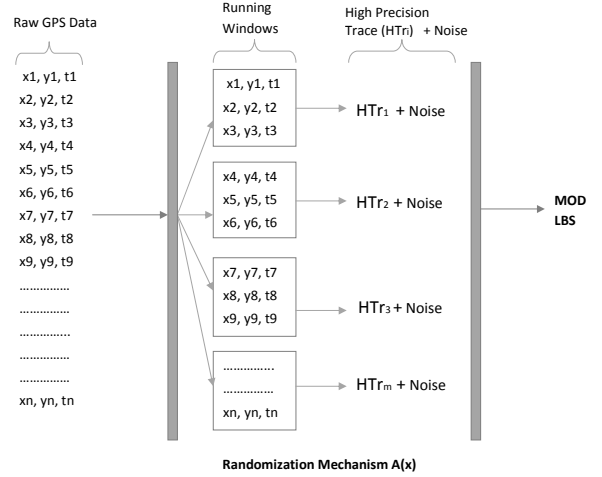 Raw GPS Data
x1, y1, t1
x2, y2, t2
x3, y3, t3
x4, y4, t4
x5, y5, t5
x6, y6, t6
x7, y7, t7
x8, y8, t8
x9, y9, t9
……………
……………
……………
……………
……………
xn, yn, tn
Running
Windows
x1, y1, t1
x2, y2, t2
x3, y3, t3
x4, y4, t4
x5, y5, t5
x6, y6, t6
x7, y7, t7
x8, y8, t8
x9, y9, t9
……………
……………
xn, yn, tn
High Precision
Trace (HTri) + Noise
HTr1 + Noise
HTr2 + Noise
HTr3 + Noise
HTrm + Noise
MOD
LBS
Randomization Mechanism A(x)